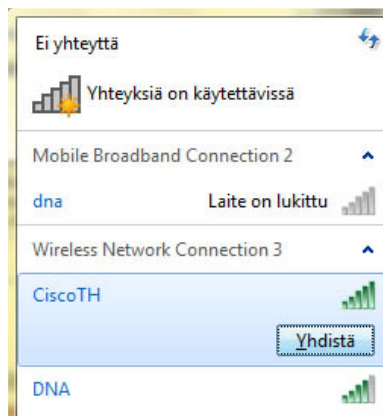 Ei yhteyttä
Yhteyksiä on käytettävissä
Mobile Broadband Connection 2
dna Laite on lukittu
Wireless Network Connection 3
CiscoTH
Yhdistä
DNA